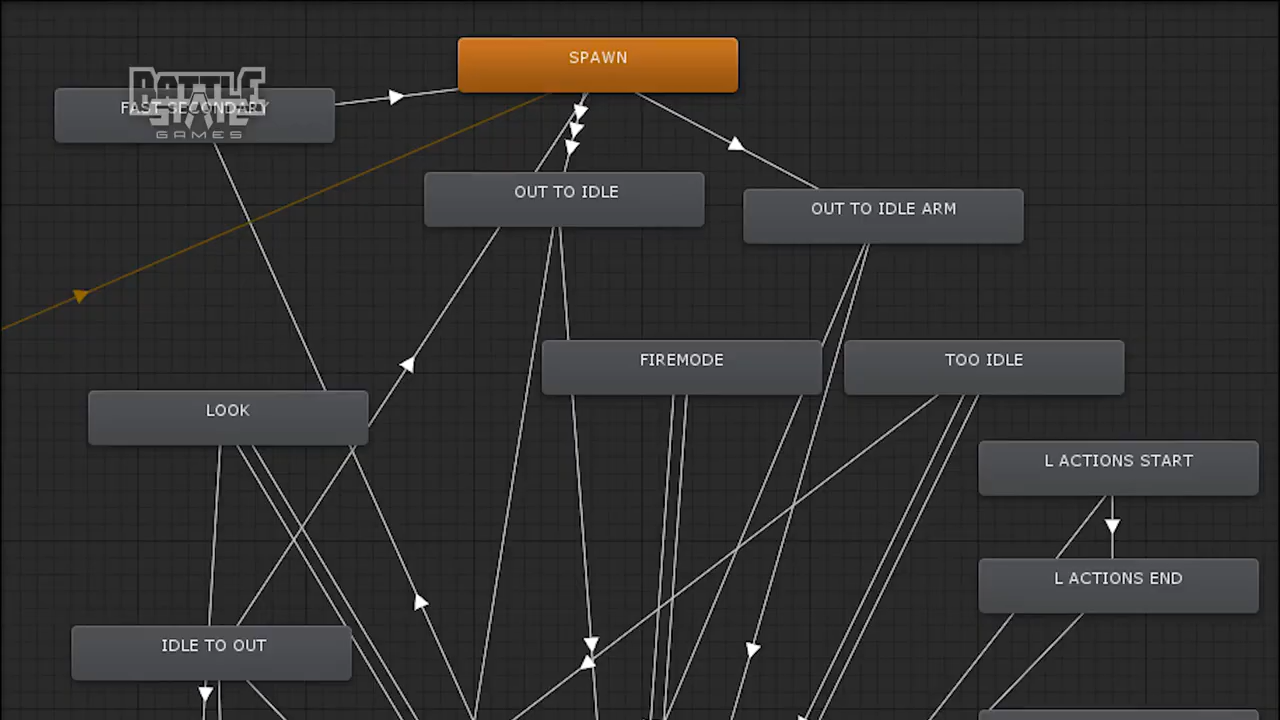 SPAWN
BATTLE
STATE
GAMES
FAST SECONDARY
OUT TO IDLE
OUT TO IDLE ARM
FIREMODE
TOO IDLE
LOOK
L ACTIONS START
L ACTIONS END
IDLE TO OUT